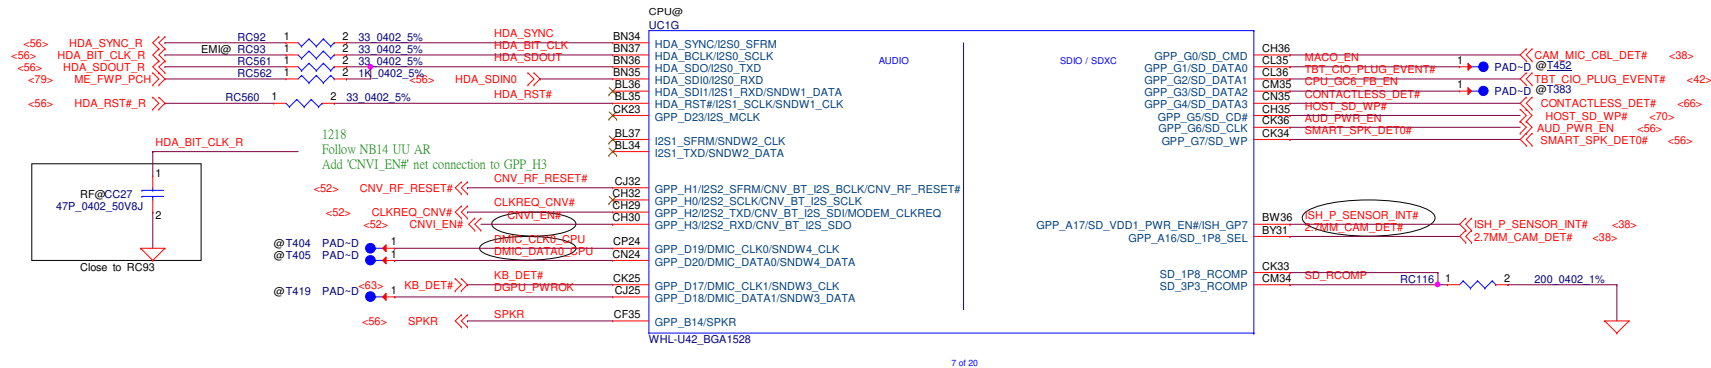 CPU@
UC1G
<56> HDA_SYNC_R RC92 1 2 33_0402_5% HDA_SYNC BN34 HDA_SYNC/I2S0_SFRM
<56> HDA_BIT_CLK_R EMI@ RC93 1 2 33_0402_5% HDA_BIT_CLK BN37 HDA_BCLK/I2S0_SCLK
<56> HDA_SDOUT_R RC561 1 2 33_0402_5% HDA_SDOUT BN36 HDA_SDO/I2S0_TXD
<79> ME_FWP_PCH RC562 1 2 1K_0402_5% <56> HDA_SDIN0 BN35 HDA_SDI0/I2S0_RXD
BL36 HDA_SDI1/I2S1_RXD/SNDW1_DATA
<56> HDA_RST#_R RC560 1 2 33_0402_5% HDA_RST# BL35 HDA_RST#/I2S1_SCLK/SNDW1_CLK
CK23 GPP_D23/I2S_MCLK
BL37 I2S1_SFRM/SNDW2_CLK
BL34 I2S1_TXD/SNDW2_DATA
HDA_BIT_CLK_R
1218
Follow NB14 UU AR
Add 'CNVI_EN#' net connection to GPP_H3
1
RF@CC27
47P_0402_50V8J
2
Close to RC93
<52> CNV_RF_RESET# CNV_RF_RESET# CJ32 GPP_H1/I2S2_SFRM/CNV_BT_I2S_BCLK/CNV_RF_RESET#
CH32 GPP_H0/I2S2_SCLK/CNV_BT_I2S_SCLK
<52> CLKREQ_CNV# CLKREQ_CNV# CH29 GPP_H2/I2S2_TXD/CNV_BT_I2S_SDI/MODEM_CLKREQ
<52> CNVI_EN# CNVI_EN# CH30 GPP_H3/I2S2_RXD/CNV_BT_I2S_SDO
@T404 PAD~D 1 DMIC_CLK0_CPU CP24 GPP_D19/DMIC_CLK0/SNDW4_CLK
@T405 PAD~D 1 DMIC_DATA0_CPU CN24 GPP_D20/DMIC_DATA0/SNDW4_DATA
<63> KB_DET# KB_DET# CK25 GPP_D17/DMIC_CLK1/SNDW3_CLK
@T419 PAD~D 1 DGPU_PWROK CJ25 GPP_D18/DMIC_DATA1/SNDW3_DATA
<56> SPKR SPKR CF35 GPP_B14/SPKR
WHL-U42_BGA1528
AUDIO
SDIO / SDXC
GPP_G0/SD_CMD CH36 MACO_EN CAM_MIC_CBL_DET# <38>
GPP_G1/SD_DATA0 CL35 TBT_CIO_PLUG_EVENT# 1 PAD~D @T452
GPP_G2/SD_DATA1 CL36 CPU_GC6_FB_EN TBT_CIO_PLUG_EVENT# <42>
GPP_G3/SD_DATA2 CM35 CONTACTLESS_DET# 1 PAD~D @T383
GPP_G4/SD_DATA3 CN35 HOST_SD_WP# CONTACTLESS_DET# <66>
GPP_G5/SD_CD# CH35 AUD_PWR_EN HOST_SD_WP# <70>
GPP_G6/SD_CLK CK36 SMART_SPK_DET0# AUD_PWR_EN <56>
GPP_G7/SD_WP CK34 SMART_SPK_DET0# <56>
GPP_A17/SD_VDD1_PWR_EN#/ISH_GP7 BW36 ISH_P_SENSOR_INT# ISH_P_SENSOR_INT# <38>
GPP_A16/SD_1P8_SEL BY31 2.7MM_CAM_DET# 2.7MM_CAM_DET# <38>
SD_1P8_RCOMP CK33
SD_3P3_RCOMP CM34 SD_RCOMP RC116 1 2 200_0402_1%
7 of 20